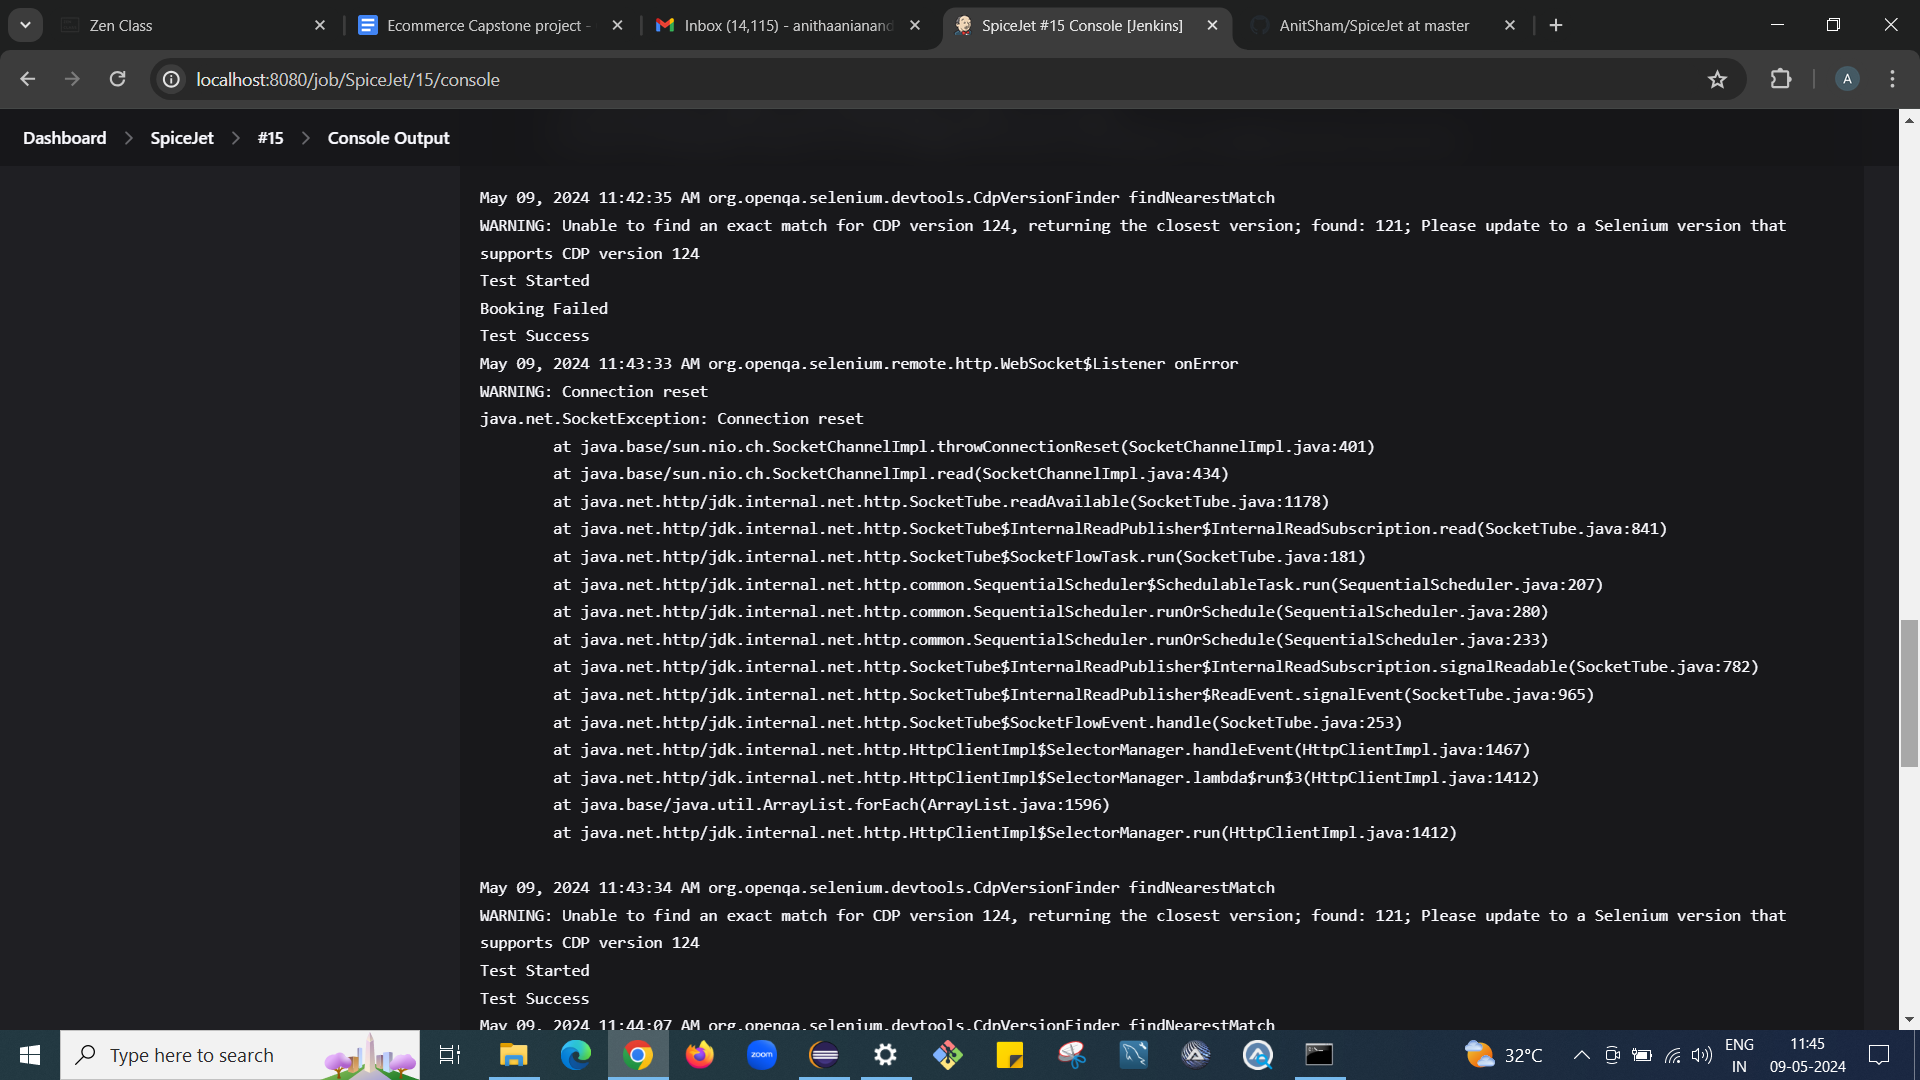 Zen Class
Ecommerce Capstone project -
Inbox (14,115) - anithaanianand
SpiceJet #15 Console [Jenkins]
AnitSham/SpiceJet at master
localhost:8080/job/SpiceJet/15/console
A
Dashboard
SpiceJet
#15
Console Output
May 09, 2024 11:42:35 AM org.openqa.selenium.devtools.CdpVersionFinder findNearestMatch
WARNING: Unable to find an exact match for CDP version 124, returning the closest version; found: 121; Please update to a Selenium version that
supports CDP version 124
Test Started
Booking Failed
Test Success
May 09, 2024 11:43:33 AM org.openqa.selenium.remote.http.WebSocket$Listener onError
WARNING: Connection reset
java.net.SocketException: Connection reset
at java.base/sun.nio.ch.SocketChannelImpl.throwConnectionReset(SocketChannelImpl.java:401)
at java.base/sun.nio.ch.SocketChannelImpl.read(SocketChannelImpl.java:434)
at java.net.http/jdk.internal.net.http.SocketTube.readAvailable(SocketTube.java:1178)
at java.net.http/jdk.internal.net.http.SocketTube$InternalReadPublisher$InternalReadSubscription.read(SocketTube.java:841)
at java.net.http/jdk.internal.net.http.SocketTube$SocketFlowTask.run(SocketTube.java:181)
at java.net.http/jdk.internal.net.http.common.SequentialScheduler$SchedulableTask.run(SequentialScheduler.java:207)
at java.net.http/jdk.internal.net.http.common.SequentialScheduler.runOrSchedule(SequentialScheduler.java:280)
at java.net.http/jdk.internal.net.http.common.SequentialScheduler.runOrSchedule(SequentialScheduler.java:233)
at java.net.http/jdk.internal.net.http.SocketTube$InternalReadPublisher$InternalReadSubscription.signalReadable(SocketTube.java:782)
at java.net.http/jdk.internal.net.http.SocketTube$InternalReadPublisher$ReadEvent.signalEvent(SocketTube.java:965)
at java.net.http/jdk.internal.net.http.SocketTube$SocketFlowEvent.handle(SocketTube.java:253)
at java.net.http/jdk.internal.net.http.HttpClientImpl$SelectorManager.handleEvent(HttpClientImpl.java:1467)
at java.net.http/jdk.internal.net.http.HttpClientImpl$SelectorManager.lambda$run$3(HttpClientImpl.java:1412)
at java.base/java.util.ArrayList.forEach(ArrayList.java:1596)
at java.net.http/jdk.internal.net.http.HttpClientImpl$SelectorManager.run(HttpClientImpl.java:1412)
May 09, 2024 11:43:34 AM org.openqa.selenium.devtools.CdpVersionFinder findNearestMatch
WARNING: Unable to find an exact match for CDP version 124, returning the closest version; found: 121; Please update to a Selenium version that
supports CDP version 124
Test Started
Test Success
May 09, 2024 11:44:07 AM org.openqa.selenium.devtools.CdpVersionFinder findNearestMatch
Type here to search
zoom
32°C
ENG
IN
11:45
09-05-2024